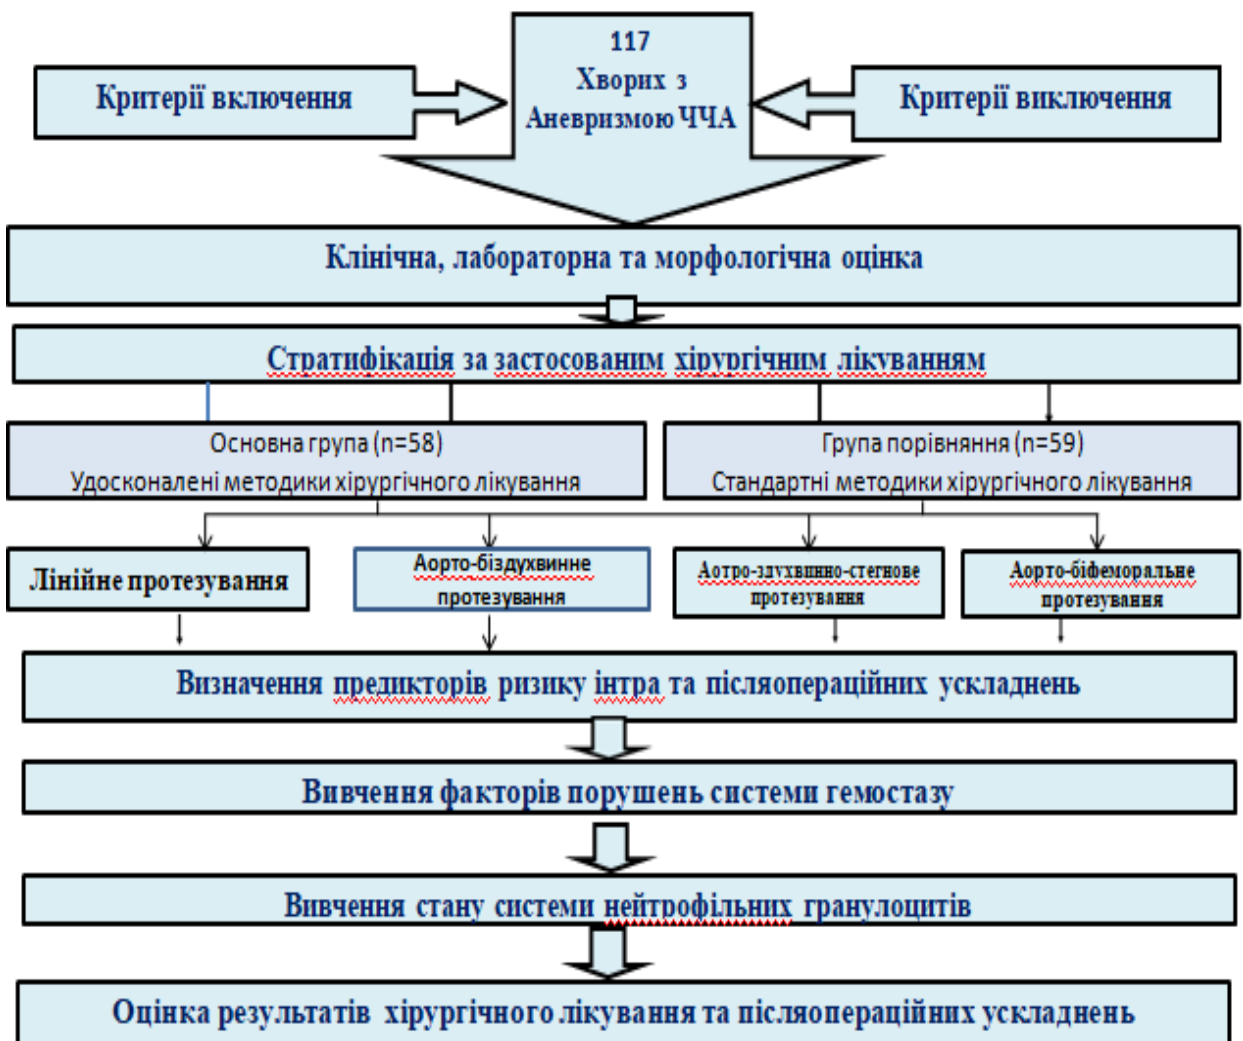 117
Хворих з
Аневризмою ЧЧА
Критерії включення
Критерії виключення
Клінічна, лабораторна та морфологічна оцінка
Стратифікація за застосованим хірургічним лікуванням
Основна група (n=58)
Удосконалені методики хірургічного лікування
Група порівняння (n=59)
Стандартні методики хірургічного лікування
Лінійне протезування
Аорто-біздухвинне
протезування
Аотро-здухвинно-стегнове
протезування
Аорто-біфеморальне
протезування
Визначення предикторів ризику інтра та післяопераційних ускладнень
Вивчення факторів порушень системи гемостазу
Вивчення стану системи нейтрофільних гранулоцитів
Оцінка результатів хірургічного лікування та післяопераційних ускладнень